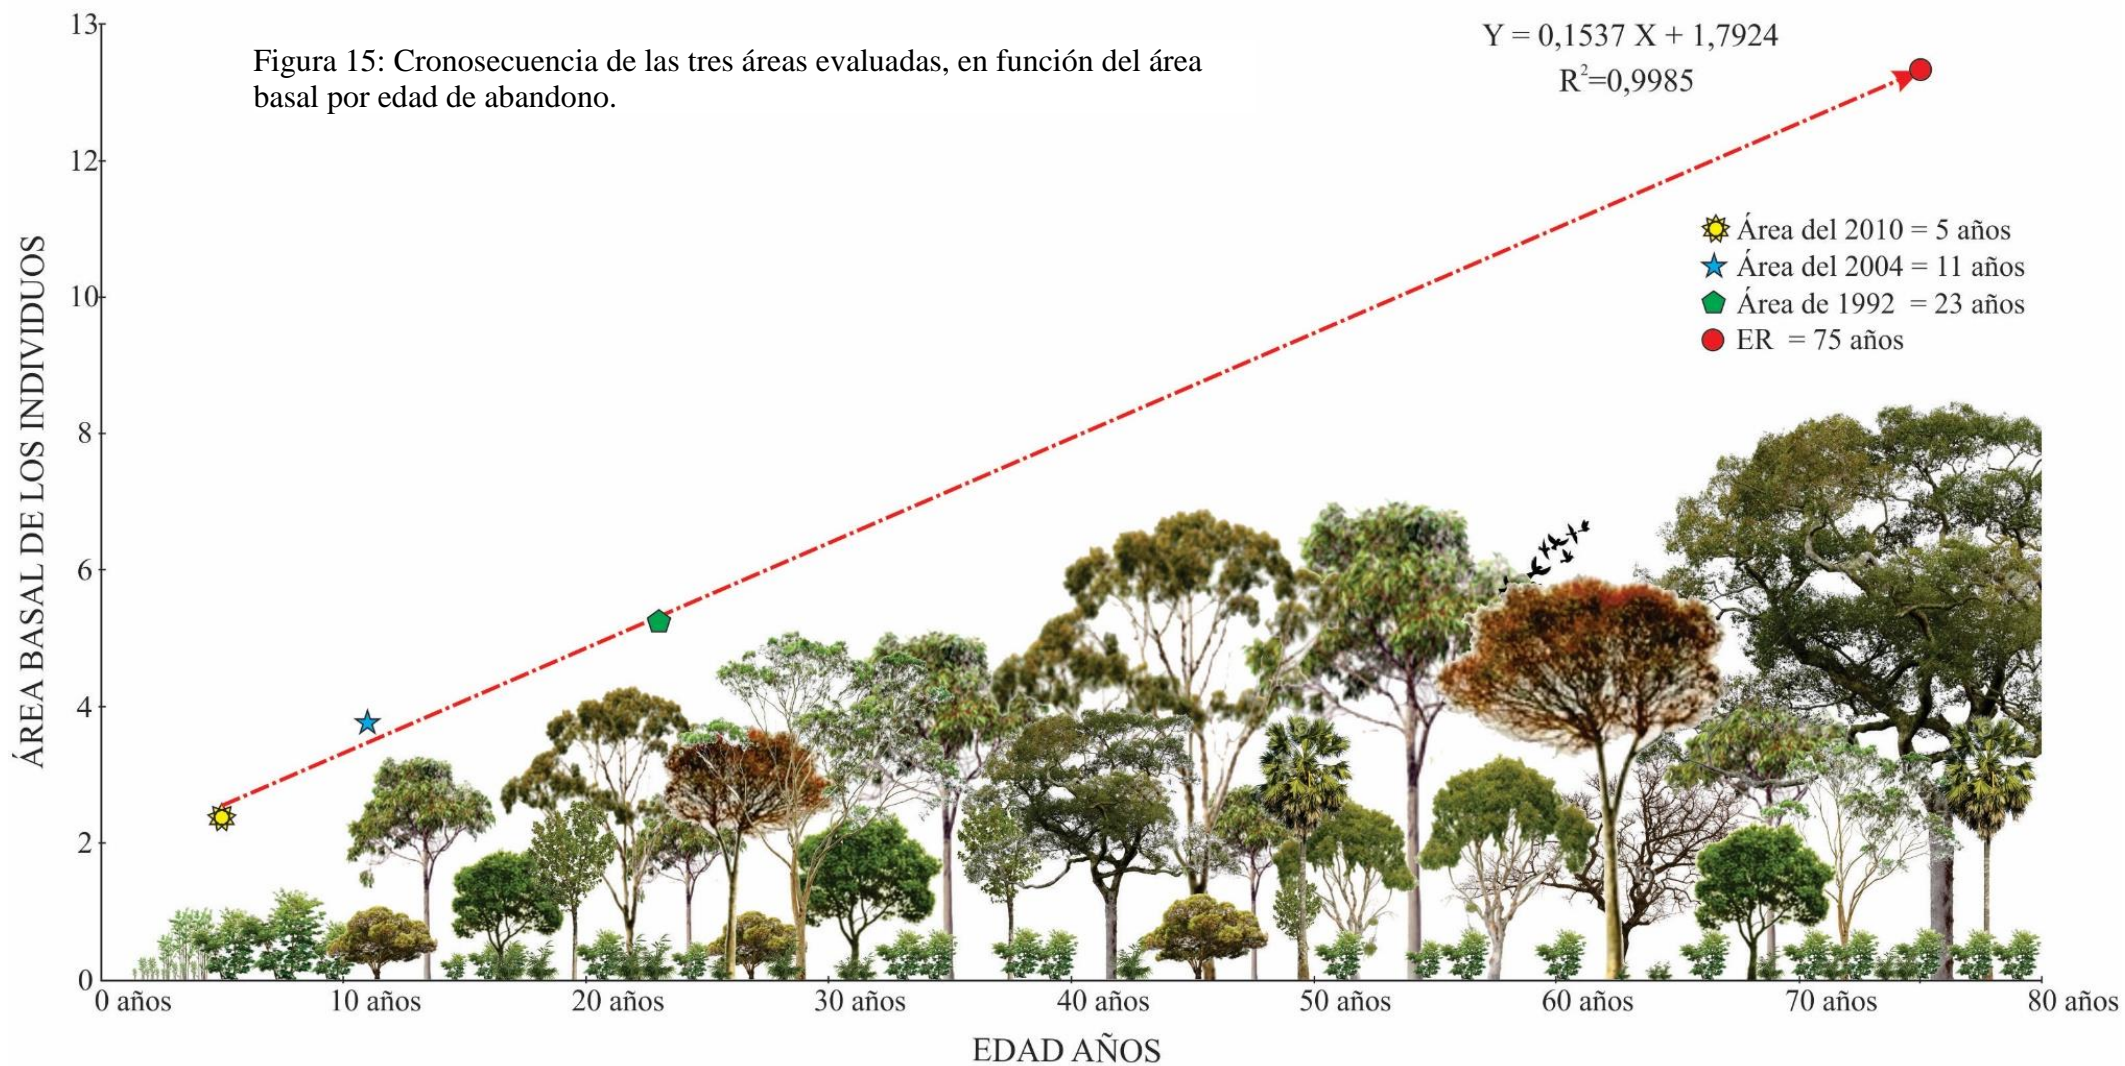 Figura 15: Cronosecuencia de las tres áreas evaluadas, en función del área
basal por edad de abandono.
Y = 0,1537 X + 1,7924
R²=0,9985
Área del 2010 = 5 años
Área del 2004 = 11 años
Área de 1992 = 23 años
ER = 75 años
ÁREA BASAL DE LOS INDIVIDUOS
13
12
10
8
6
4
2
0
0 años
10 años
20 años
30 años
40 años
50 años
60 años
70 años
80 años
EDAD AÑOS